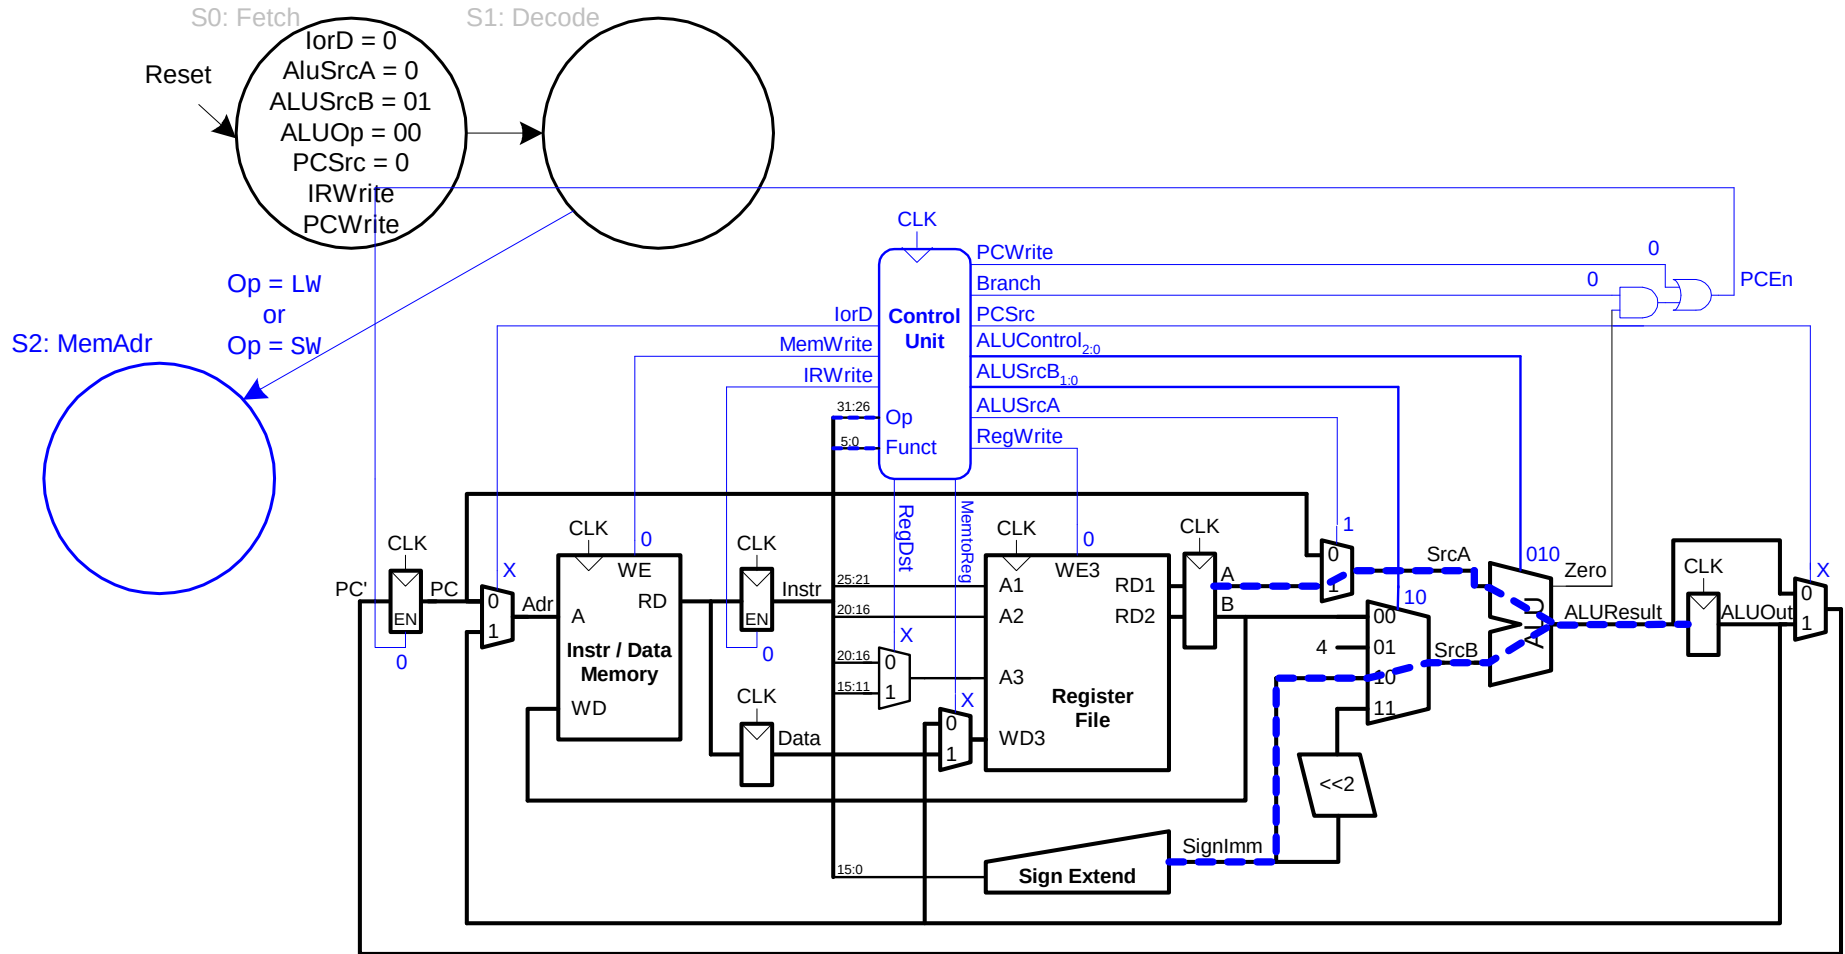 S0: Fetch
S1: Decode
Reset
IorD = 0
AluSrcA = 0
ALUSrcB = 01
ALUOp = 00
PCSrc = 0
IRWrite
PCWrite
Op = LW
or
Op = SW
S2: MemAdr
CLK
PCWrite
Branch
PCSrc
ALUControl2:0
ALUSrcB1:0
ALUSrcA
RegWrite
IorD
MemWrite
IRWrite
Control
Unit
31:26
Op
5:0
Funct
0
0
PCEn
RegDst
MemtoReg
PC'
CLK
EN
0
PC
X
0
1
Adr
CLK
0
WE
A
RD
Instr / Data
Memory
WD
CLK
EN
0
Instr
CLK
Data
25:21
20:16
20:16
15:11
15:0
X
0
1
X
0
1
CLK
0
WE3
A1
A2
A3
WD3
RD1
RD2
Register
File
CLK
A
B
1
0
1
SrcA
10
00
4
01
10
11
SrcB
<<2
SignImm
Sign Extend
010
ALU
Zero
ALUResult
CLK
ALUOut
X
0
1